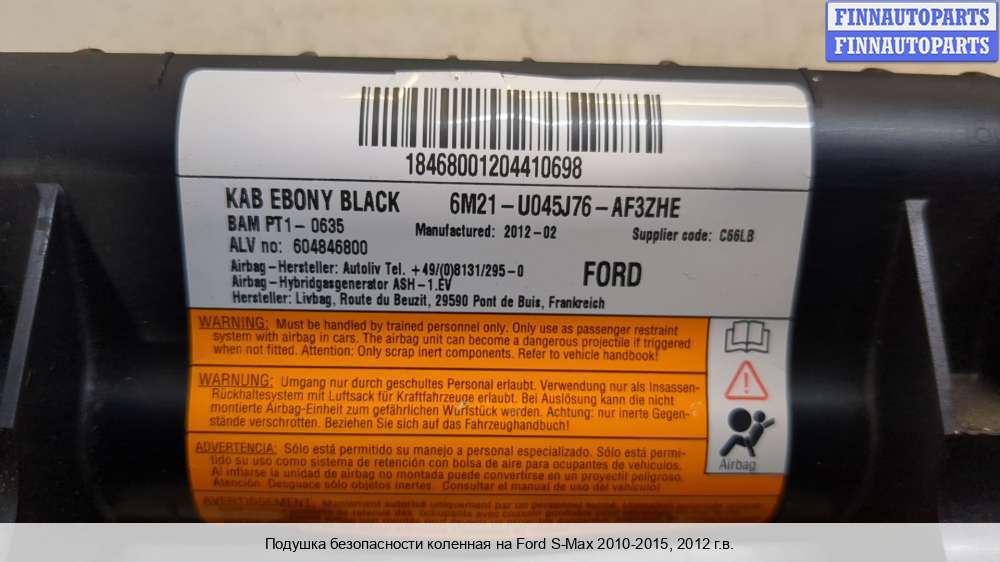 FINNAUTOPARTS
FINNAUTOPARTS
18468001204410698
KAB EBONY BLACK 6M21-U045J76-AF3ZHE
BAM PT1-0635 Manufactured: 2012-02 Supplier code: C66LB
ALV no: 604846800
Airbag-Hersteller: Autoliv Tel. +49/(0)8131/295-0 FORD
Airbag-Hybridgasgenerator ASH-1.EV
Hersteller: Livbag, Route du Beuzit, 29590 Pont de Buis, Frankreich
WARNING: Must be handled by trained personnel only. Only use as passenger restraint
system with airbag in cars. The airbag unit can become a dangerous projectile if triggered
when not fitted. Attention: Only scrap inert components. Refer to vehicle handbook!
WARNUNG: Umgang nur durch geschultes Personal erlaubt. Verwendung nur als Insassen-
Rückhaltesystem mit Luftsack für Kraftfahrzeuge erlaubt. Bei Auslösung kann die nicht
montierte Airbag-Einheit zum gefährlichen Wurfstück werden. Achtung: nur inerte Gegen-
stände verschrotten. Beziehen Sie sich auf das Fahrzeughandbuch!
ADVERTENCIA: Sólo está permitido su manejo a personal especializado. Sólo está permi-
tido su uso como sistema de retención con bolsa de aire para ocupantes de vehículos.
Al inflarse la unidad de airbag no montada puede convertirse en un proyectil peligroso.
Atención: Desguace sólo objetos inertes. Consultar el manual de uso del vehículo!
Airbag
AVERTISSEMENT: Maniement autorisé uniquement par un personnel
Подушка безопасности коленная на Ford S-Max 2010-2015, 2012 г.в.